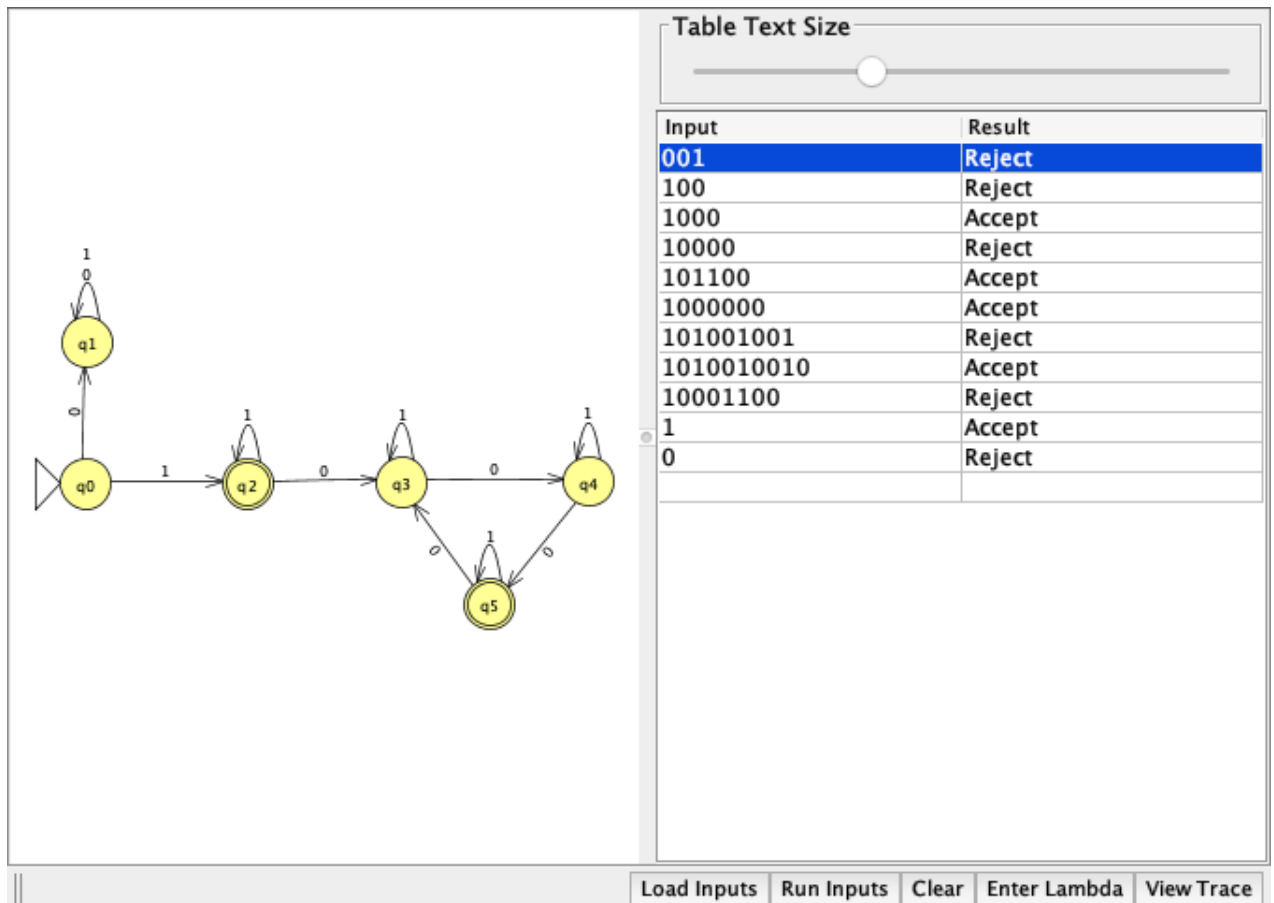 Table Text Size
Input Result
001 Reject
100 Reject
1000 Accept
10000 Reject
101100 Accept
1000000 Accept
101001001 Reject
1010010010 Accept
10001100 Reject
1 Accept
0 Reject
1
0
q1
0
1
1
1
q0
1
q2
0
q3
0
q4
0
1
0
q5
Load Inputs Run Inputs Clear Enter Lambda View Trace